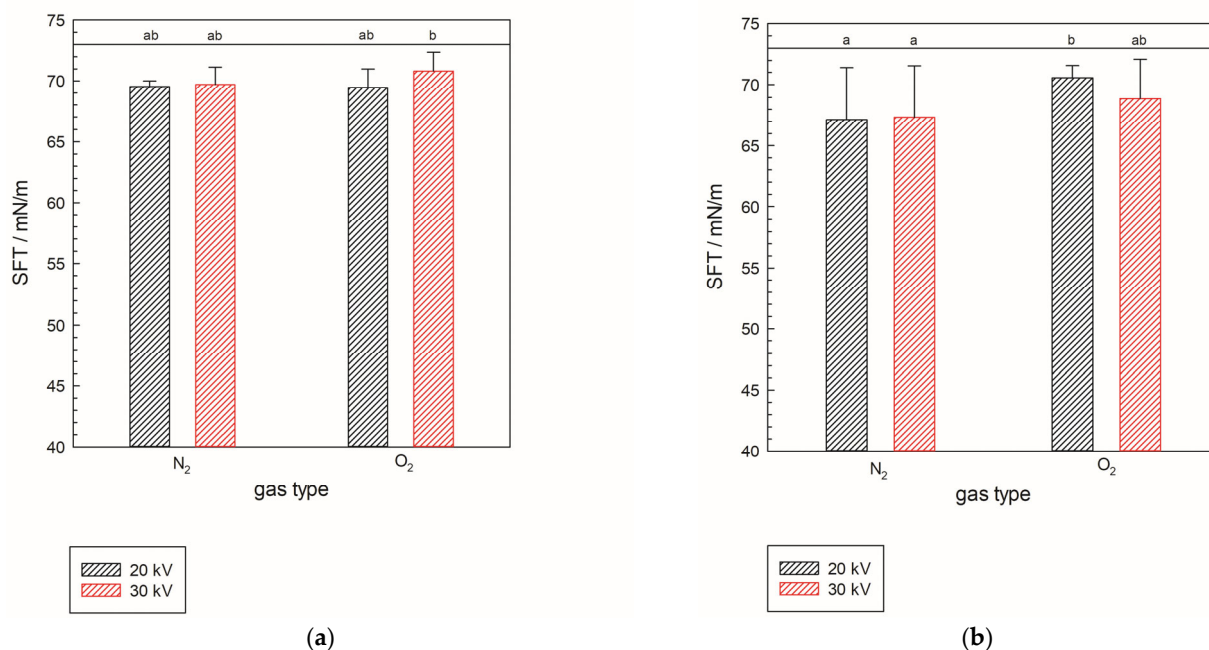 75
70
65
60
55
50
45
40
SFT / mN/m
ab ab ab b
N₂ O₂
gas type
20 kV
30 kV
(a)
75
70
65
60
55
50
45
40
SFT / mN/m
a a b ab
N₂ O₂
gas type
20 kV
30 kV
(b)